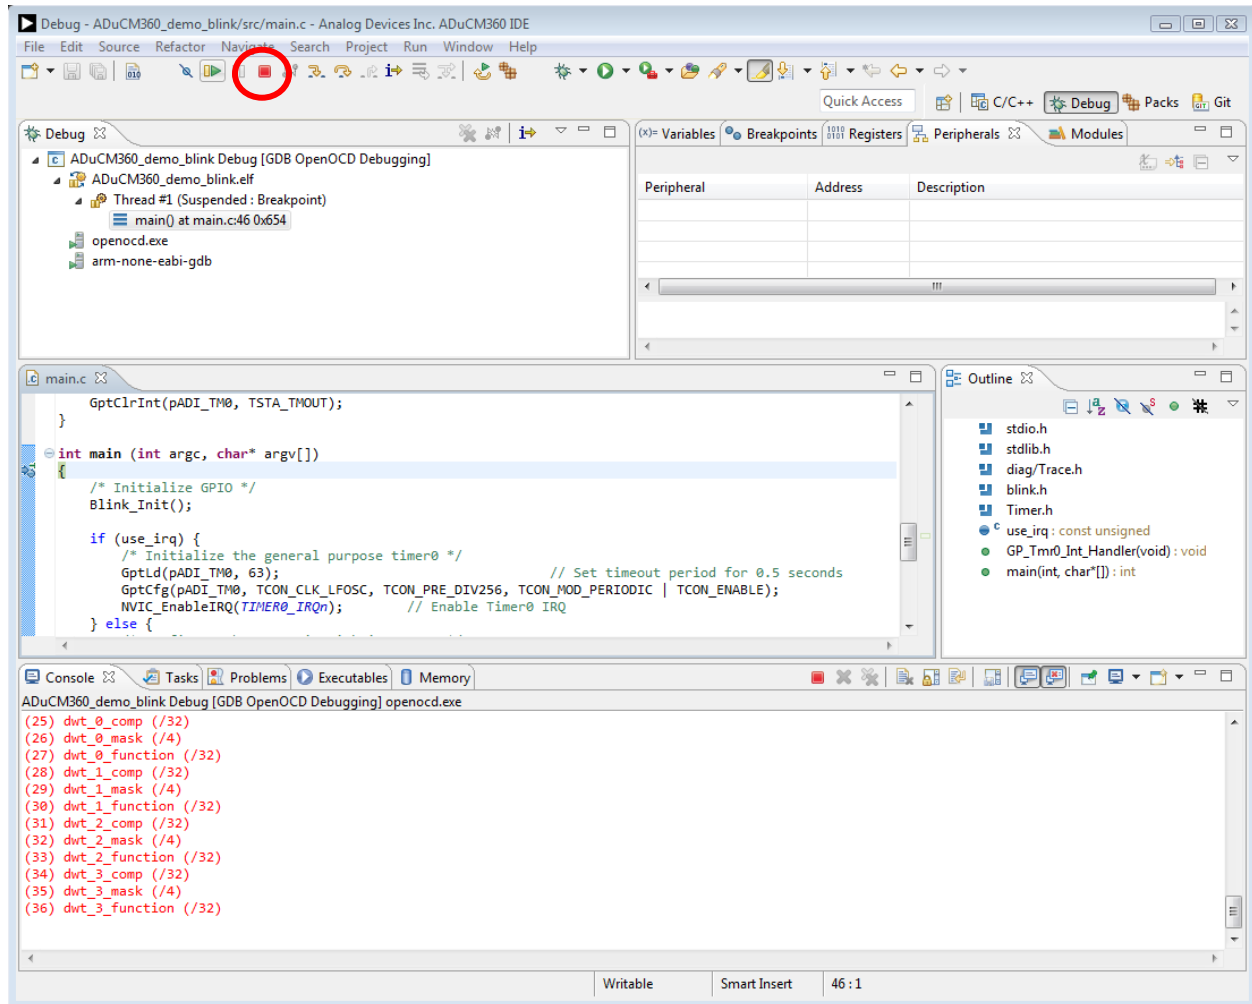 Debug - ADuCM360_demo_blink/src/main.c - Analog Devices Inc. ADuCM360 IDE
File Edit Source Refactor Navigate Search Project Run Window Help
Quick Access C/C++ Debug Packs Git
Debug
ADuCM360_demo_blink Debug [GDB OpenOCD Debugging]
ADuCM360_demo_blink.elf
Thread #1 (Suspended : Breakpoint)
main() at main.c:46 0x654
openocd.exe
arm-none-eabi-gdb
(x)= Variables Breakpoints Registers Peripherals Modules
Peripheral Address Description
main.c
GptClrInt(pADI_TM0, TSTA_TMOUT);
}
int main (int argc, char* argv[])
{
/* Initialize GPIO */
Blink_Init();
if (use_irq) {
/* Initialize the general purpose timer0 */
GptLd(pADI_TM0, 63); // Set timeout period for 0.5 seconds
GptCfg(pADI_TM0, TCON_CLK_LFOSC, TCON_PRE_DIV256, TCON_MOD_PERIODIC | TCON_ENABLE);
NVIC_EnableIRQ(TIMER0_IRQn); // Enable Timer0 IRQ
} else {
Outline
stdio.h
stdlib.h
diag/Trace.h
blink.h
Timer.h
use_irq : const unsigned
GP_Tmr0_Int_Handler(void) : void
main(int, char*[]) : int
Console Tasks Problems Executables Memory
ADuCM360_demo_blink Debug [GDB OpenOCD Debugging] openocd.exe
(25) dwt_0_comp (/32)
(26) dwt_0_mask (/4)
(27) dwt_0_function (/32)
(28) dwt_1_comp (/32)
(29) dwt_1_mask (/4)
(30) dwt_1_function (/32)
(31) dwt_2_comp (/32)
(32) dwt_2_mask (/4)
(33) dwt_2_function (/32)
(34) dwt_3_comp (/32)
(35) dwt_3_mask (/4)
(36) dwt_3_function (/32)
Writable Smart Insert 46 : 1